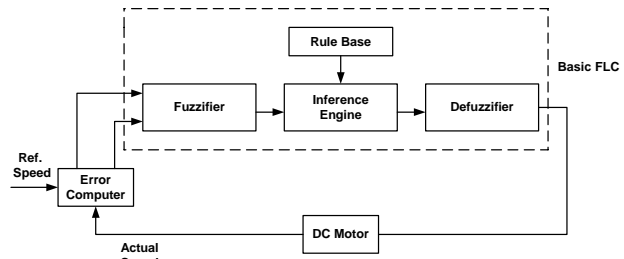 Rule Base
Basic FLC
Fuzzifier
Inference
Engine
Defuzzifier
Ref.
Speed
Error
Computer
DC Motor
Actual